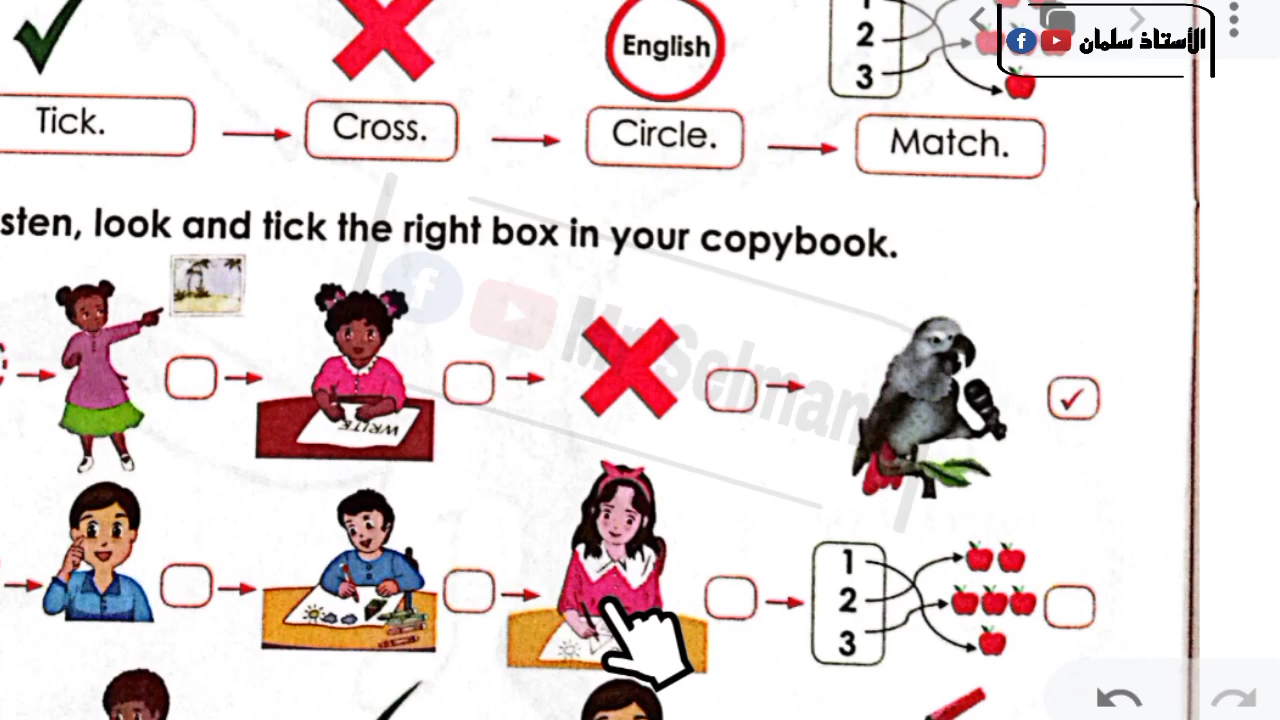 English
2
3
الأستاذ سلمان
Tick.
Cross.
Circle.
Match.
sten, look and tick the right box in your copybook.
Mr Selman
WRITE
1
2
3